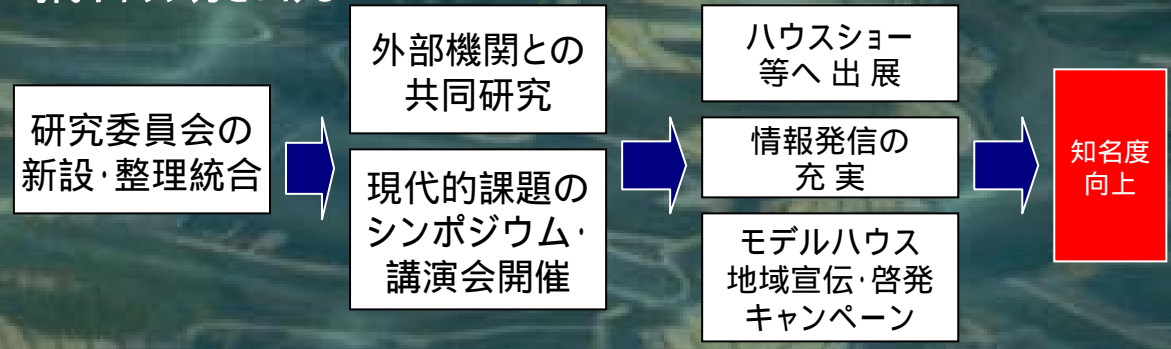 研究委員会の
新設·整理統合
外部機関との
共同研究
現代的課題の
シンポジウム·
講演会開催
ハウスショー
等へ 出 展
情報発信の
充 実
モデルハウス
地域宣伝·啓発
キャンペーン
知名度
向上